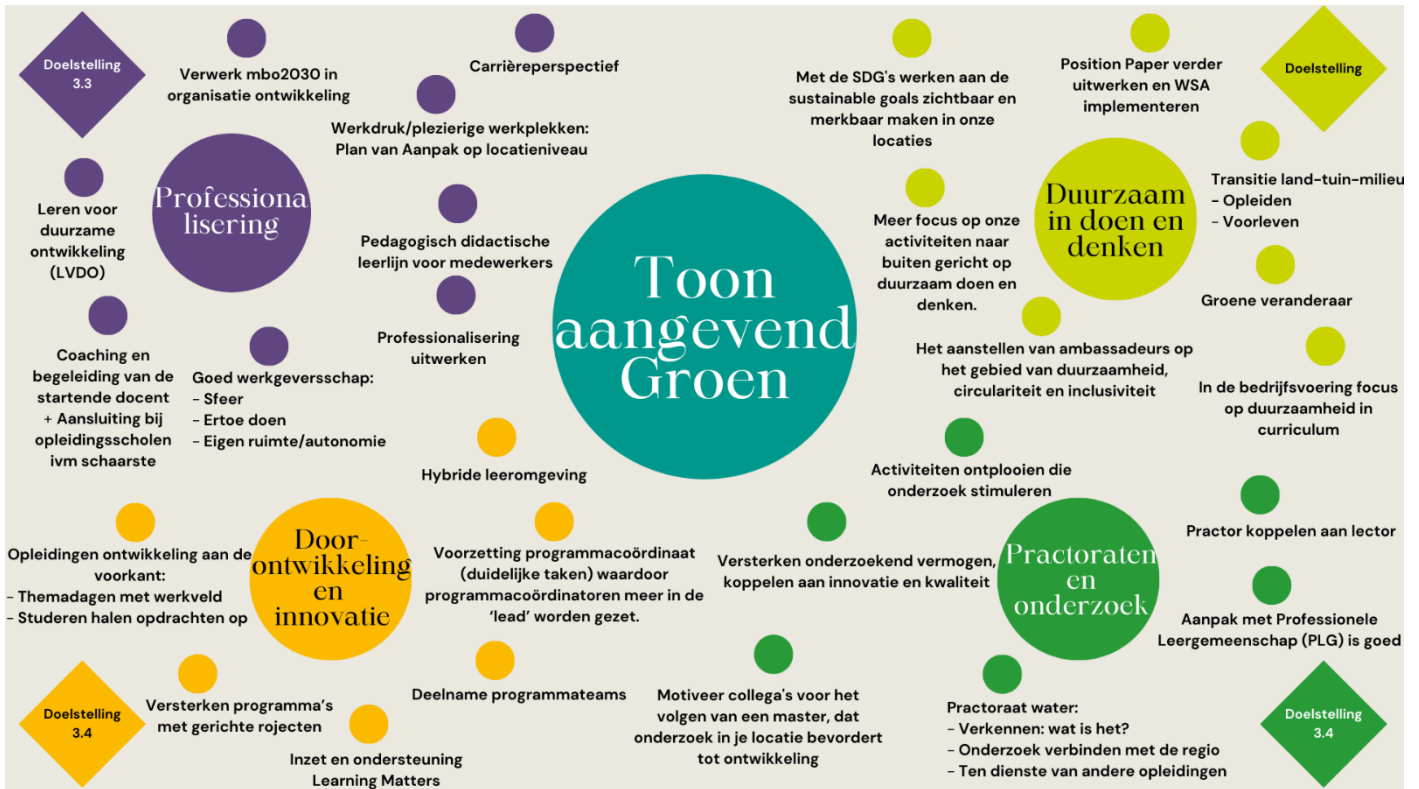 Doelstelling
3.3
Verwerk mbo2030 in
organisatie ontwikkeling
Carrièreperspectief
Werkdruk/plezierige werkplekken:
Plan van Aanpak op locatieniveau
Professiona
lisering
Leren voor
duurzame
ontwikkeling
(LVDO)
Pedagogisch didactische
leerlijn voor medewerkers
Professionalisering
uitwerken
Coaching en
begeleiding van de
startende docent
+ Aansluiting bij
opleidingsscholen
ivm schaarste
Goed werkgeversschap:
- Sfeer
- Ertoe doen
- Eigen ruimte/autonomie
Toon
aangevend
Groen
Met de SDG's werken aan de
sustainable goals zichtbaar en
merkbaar maken in onze
locaties
Position Paper verder
uitwerken en WSA
implementeren
Doelstelling
Duurzaam
in doen en
denken
Transitie land-tuin-milieu
- Opleiden
- Voorleven
Meer focus op onze
activiteiten naar
buiten gericht op
duurzaam doen en
denken.
Groene veranderaar
Het aanstellen van ambassadeurs op
het gebied van duurzaamheid,
circulariteit en inclusiviteit
In de bedrijfsvoering focus
op duurzaamheid in
curriculum
Hybride leeromgeving
Opleidingen ontwikkeling aan de
voorkant:
- Themadagen met werkveld
- Studeren halen opdrachten op
Door-
ontwikkeling
en
innovatie
Voorzetting programmacoördinaat
(duidelijke taken) waardoor
programmacoördinatoren meer in de
‘lead’ worden gezet.
Doelstelling
3.4
Versterken programma’s
met gerichte rojecten
Deelname programmateams
Inzet en ondersteuning
Learning Matters
Activiteiten ontplooien die
onderzoek stimuleren
Versterken onderzoekend vermogen,
koppelen aan innovatie en kwaliteit
Practoraten
en
onderzoek
Practor koppelen aan lector
Aanpak met Professionele
Leergemeenschap (PLG) is goed
Motiveer collega's voor het
volgen van een master, dat
onderzoek in je locatie bevordert
tot ontwikkeling
Practoraat water:
- Verkennen: wat is het?
- Onderzoek verbinden met de regio
- Ten dienste van andere opleidingen
Doelstelling
3.4